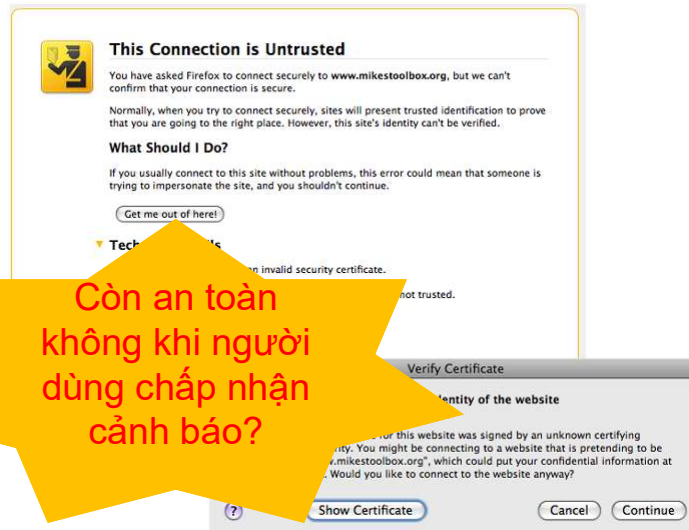 This Connection is Untrusted
You have asked Firefox to connect securely to www.mikestoolbox.org, but we can't
confirm that your connection is secure.
Normally, when you try to connect securely, sites will present trusted identification to prove
that you are going to the right place. However, this site's identity can't be verified.
What Should I Do?
If you usually connect to this site without problems, this error could mean that someone is
trying to impersonate the site, and you shouldn't continue.
Get me out of here!
invalid security certificate.
not trusted.
Còn an toàn
không khi người
dùng chấp nhận
cảnh báo?
Verify Certificate
identity of the website
for this website was signed by an unknown certifying
You might be connecting to a website that is pretending to be
mikestoolbox.org", which could put your confidential information at
Would you like to connect to the website anyway?
?
Show Certificate
Cancel
Continue